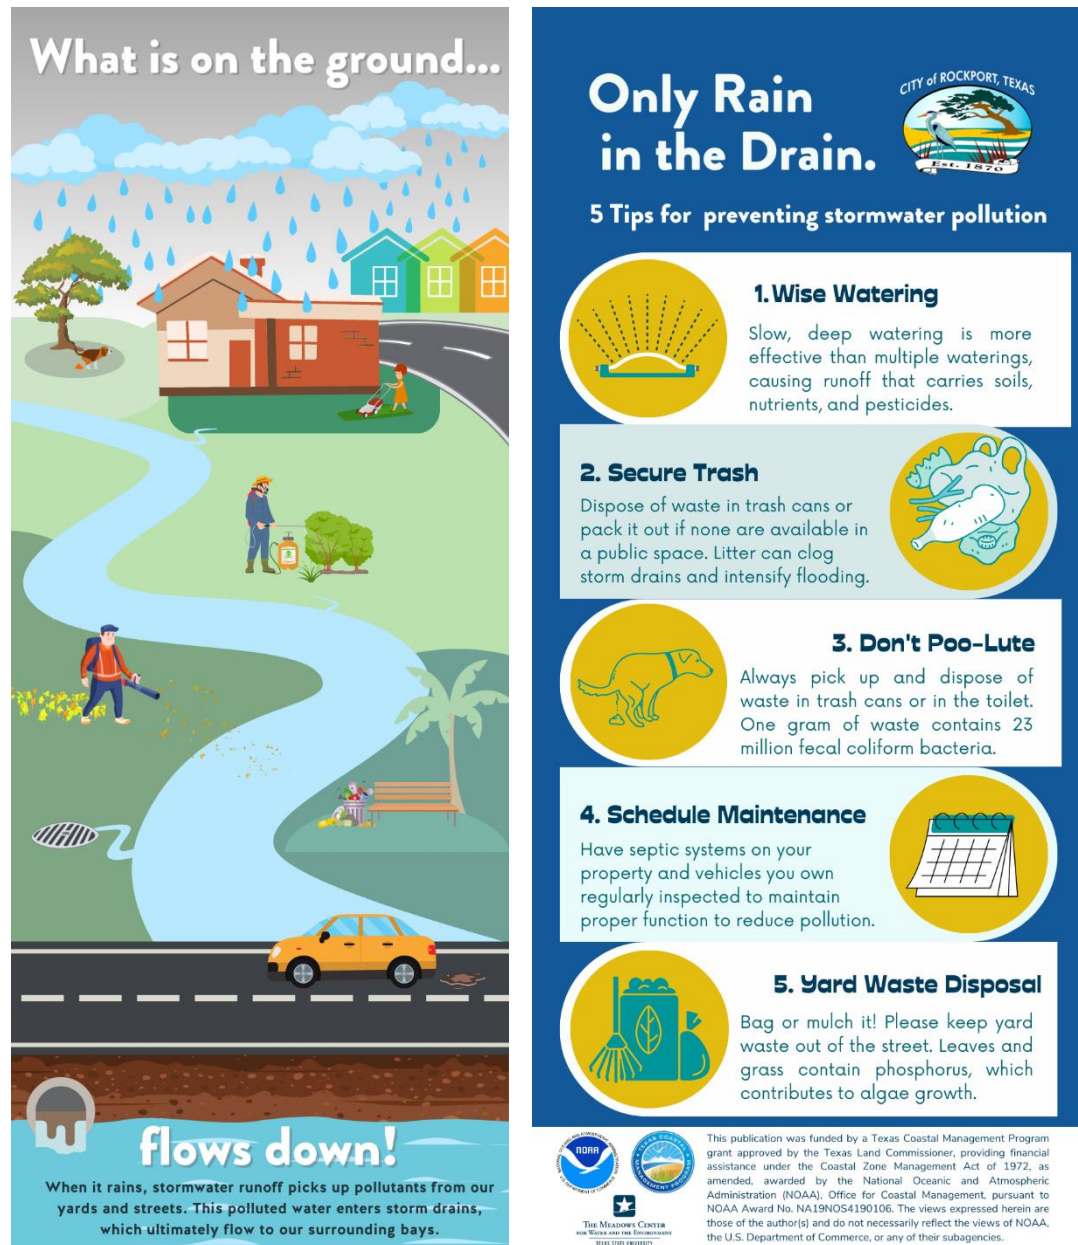 What is on the ground...
flows down!
When it rains, stormwater runoff picks up pollutants from our
yards and streets. This polluted water enters storm drains,
which ultimately flow to our surrounding bays.
Only Rain
in the Drain.
CITY of ROCKPORT, TEXAS
Est. 1870
5 Tips for preventing stormwater pollution
1. Wise Watering
Slow, deep watering is more
effective than multiple waterings,
causing runoff that carries soils,
nutrients, and pesticides.
2. Secure Trash
Dispose of waste in trash cans or
pack it out if none are available in
a public space. Litter can clog
storm drains and intensify flooding.
3. Don't Poo-Lute
Always pick up and dispose of
waste in trash cans or in the toilet.
One gram of waste contains 23
million fecal coliform bacteria.
4. Schedule Maintenance
Have septic systems on your
property and vehicles you own
regularly inspected to maintain
proper function to reduce pollution.
5. Yard Waste Disposal
Bag or mulch it! Please keep yard
waste out of the street. Leaves and
grass contain phosphorus, which
contributes to algae growth.
NOAA
TEXAS COASTAL
MANAGEMENT PROGRAM
THE MEADOWS CENTER
FOR WATER AND THE ENVIRONMENT
TEXAS STATE UNIVERSITY
This publication was funded by a Texas Coastal Management Program
grant approved by the Texas Land Commissioner, providing financial
assistance under the Coastal Zone Management Act of 1972, as
amended, awarded by the National Oceanic and Atmospheric
Administration (NOAA), Office for Coastal Management, pursuant to
NOAA Award No. NA19NOS4190106. The views expressed herein are
those of the author(s) and do not necessarily reflect the views of NOAA,
the U.S. Department of Commerce, or any of their subagencies.